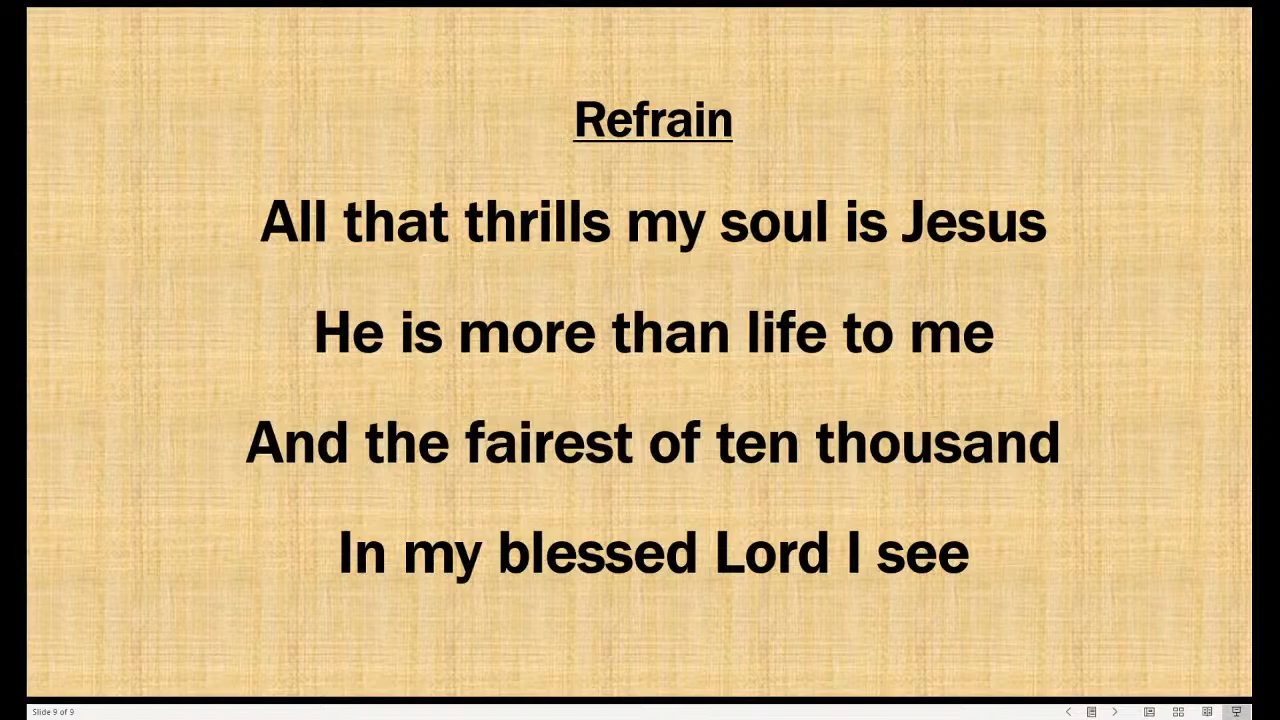 Refrain
All that thrills my soul is Jesus
He is more than life to me
And the fairest of ten thousand
In my blessed Lord I see
Slide 9 of 9